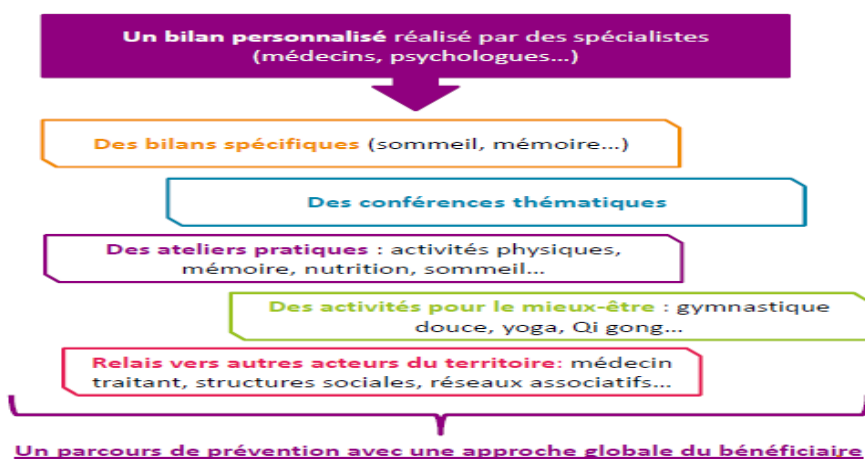 Un bilan personnalisé réalisé par des spécialistes
(médecins, psychologues...)
Des bilans spécifiques (sommeil, mémoire...)
Des conférences thématiques
Des ateliers pratiques : activités physiques,
mémoire, nutrition, sommeil...
Des activités pour le mieux-être : gymnastique
douce, yoga, Qi gong...
Relais vers autres acteurs du territoire: médecin
traitant, structures sociales, réseaux associatifs...
Un parcours de prévention avec une approche globale du bénéficiaire